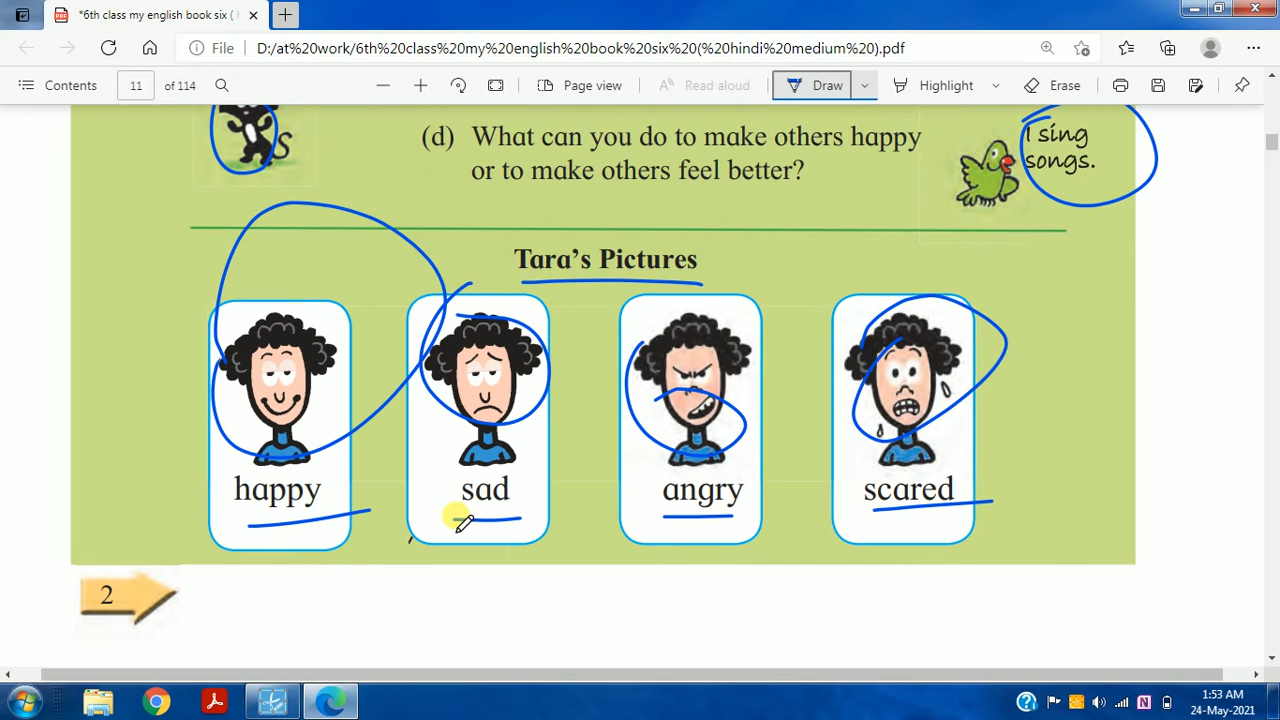 *6th class my english book six ( h
File
D:/at%20work/6th%20class%20my%20english%20book%20six%20(%20hindi%20medium%20).pdf
Contents
11
of 114
Page view
Read aloud
Draw
Highlight
Erase
(d) What can you do to make others happy
or to make others feel better?
I sing
songs.
Tara's Pictures
happy
sad
angry
scared
2
1:53 AM
24-May-2021